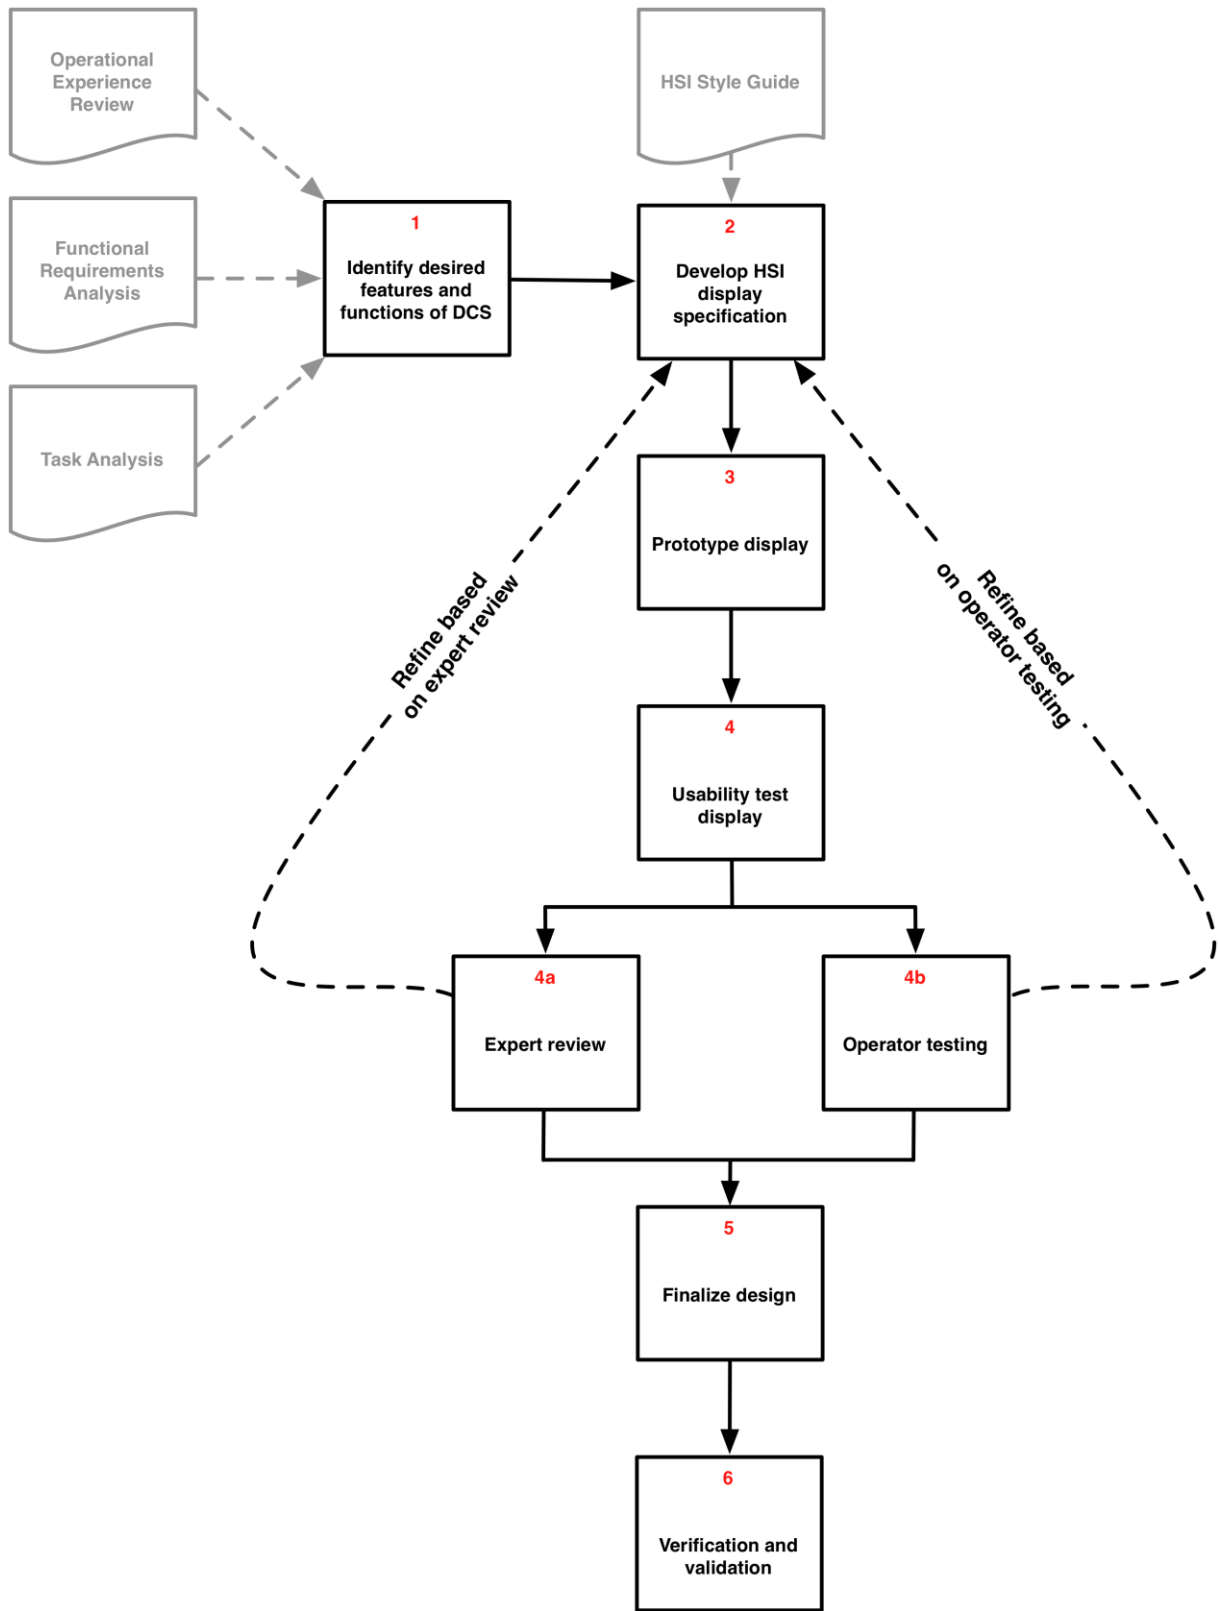 Operational
Experience
Review
HSI Style Guide
Functional
Requirements
Analysis
Task Analysis
1
Identify desired
features and
functions of DCS
2
Develop HSI
display
specification
3
Prototype display
Refine based
on expert review
Refine based
on operator testing
4
Usability test
display
4a
Expert review
4b
Operator testing
5
Finalize design
6
Verification and
validation